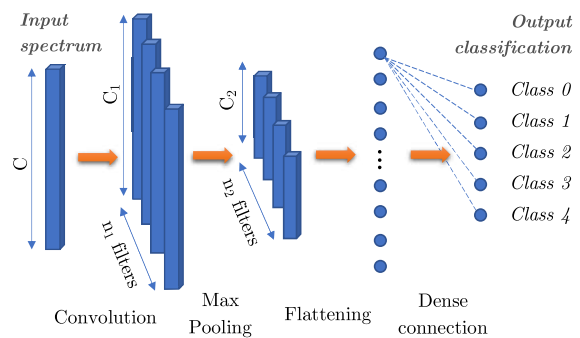 Input
spectrum
Output
classification
C
C1
n1 filters
C2
n2 filters
Class 0
Class 1
Class 2
Class 3
Class 4
Convolution
Max
Pooling
Flattening
Dense
connection